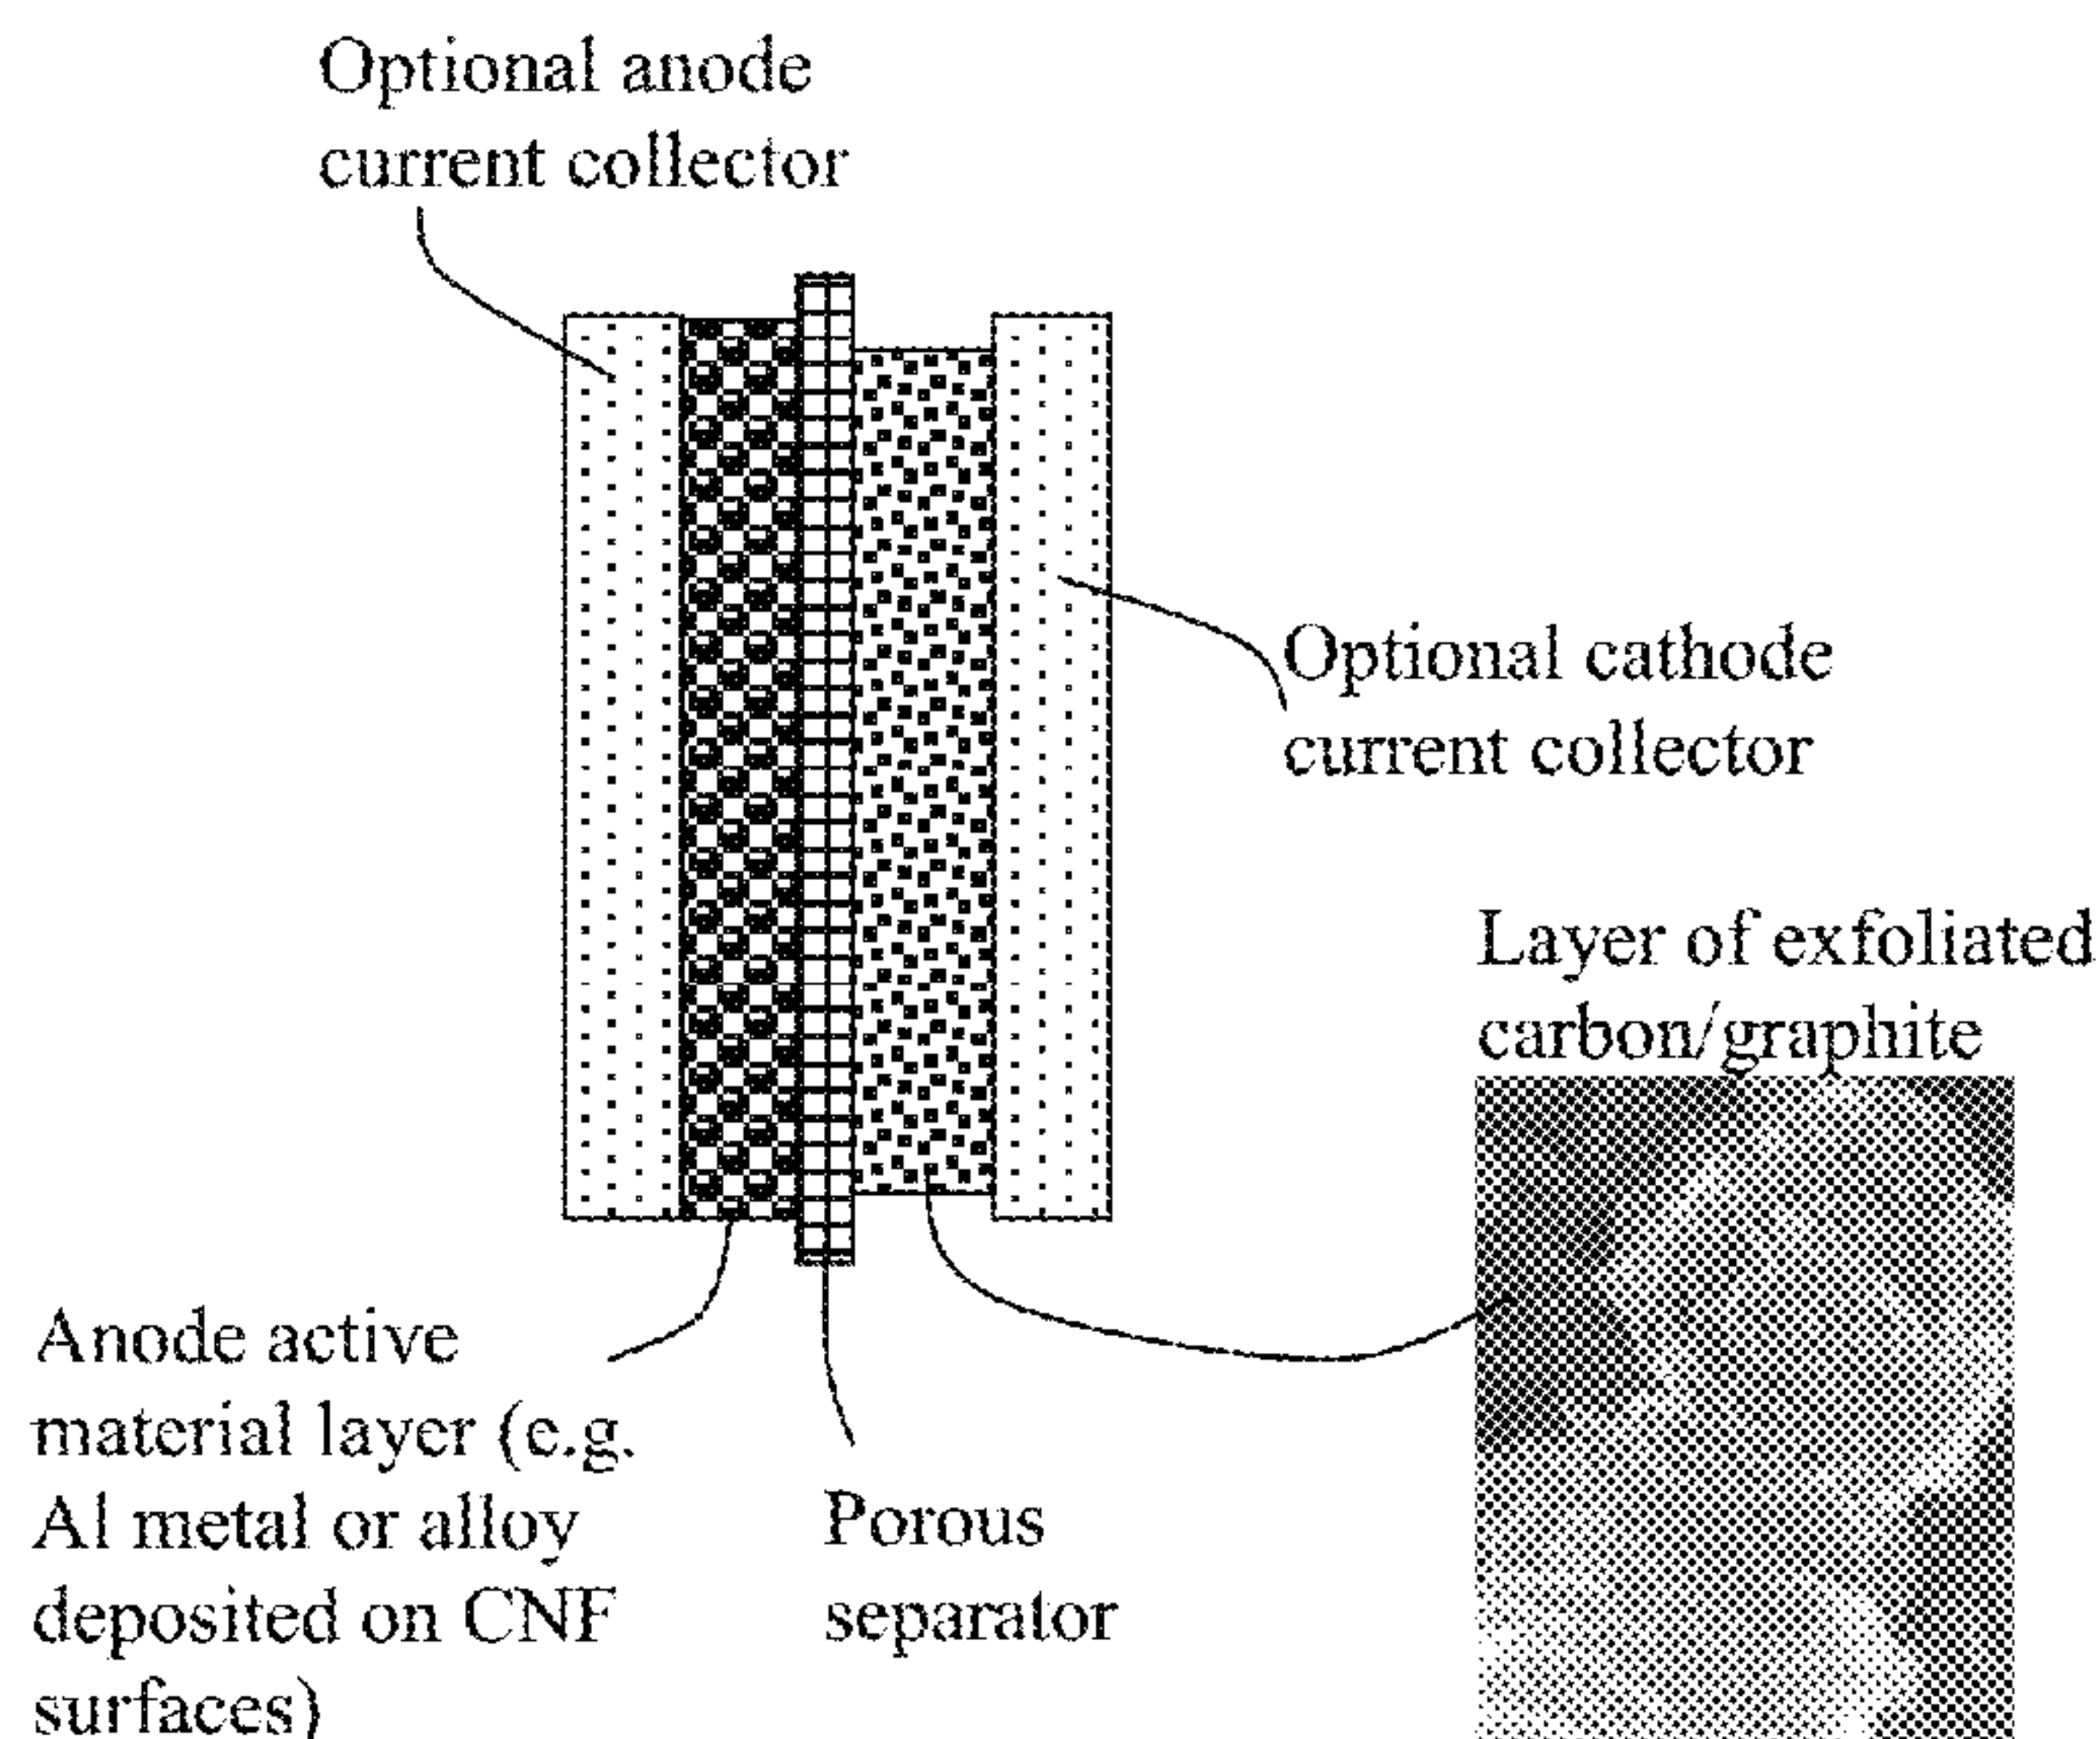 Optional anode
current collector
Optional cathode
current collector
Layer of exfoliated
carbon/graphite
Anode active
material layer (e.g.
Al metal or alloy
deposited on CNF
surfaces)
Porous
separator